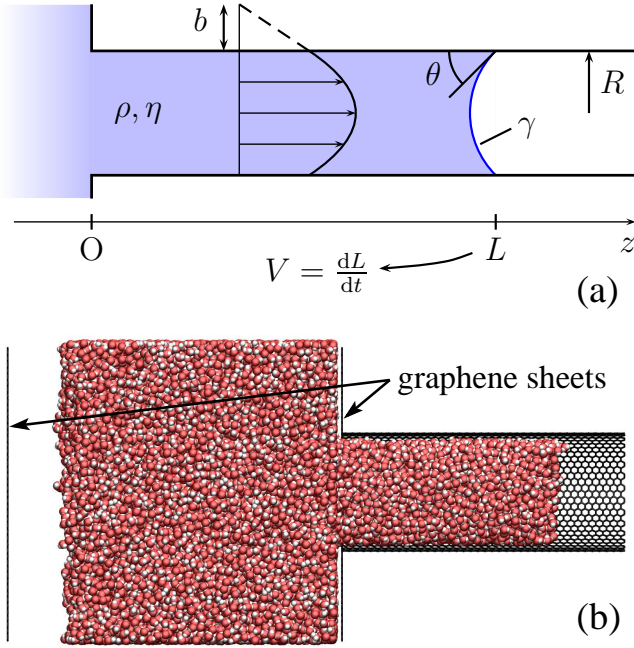 b
ρ, η
θ
γ
R
O
L
z
V = dL/dt
(a)
graphene sheets
(b)